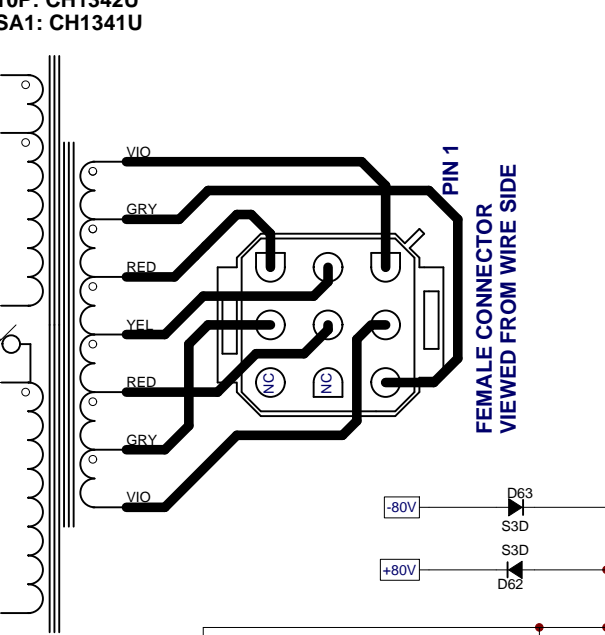 10P: CH1342U
SA1: CH1341U
VIO
GRY
RED
YEL
RED
GRY
VIO
NC
NC
PIN 1
FEMALE CONNECTOR
VIEWED FROM WIRE SIDE
-80V
D63
S3D
+80V
S3D
D62